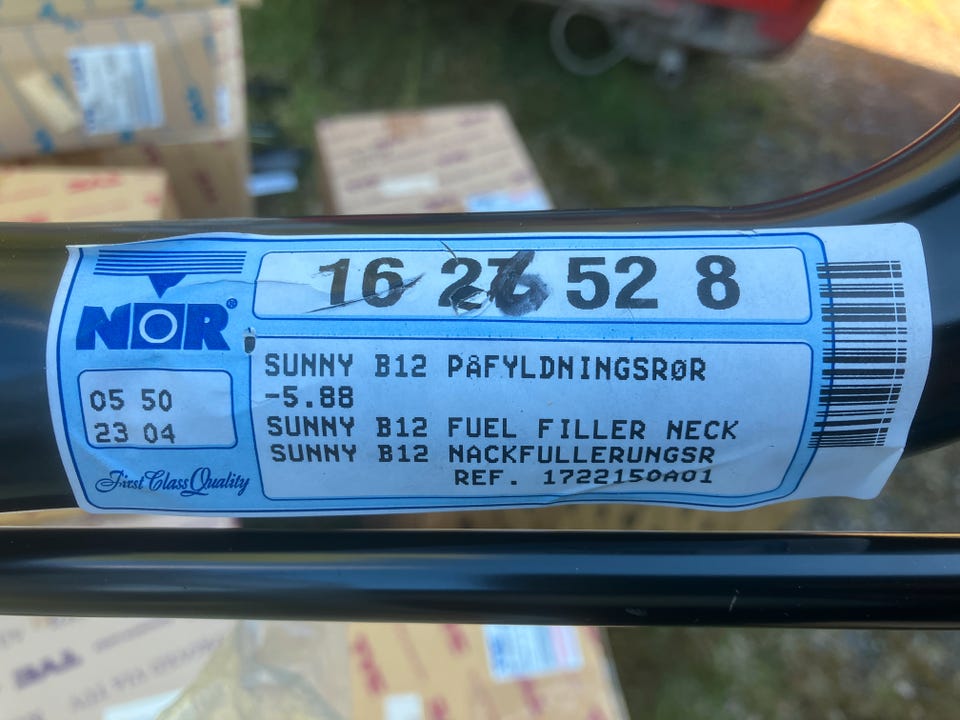 16 52 8
NOR®
SUNNY B12 PÅFYLDNINGSRØR
-5.88
SUNNY B12 FUEL FILLER NECK
SUNNY B12 NACKFULLERUNGSR
REF. 1722150A01
05 50
23 04
First Class Quality